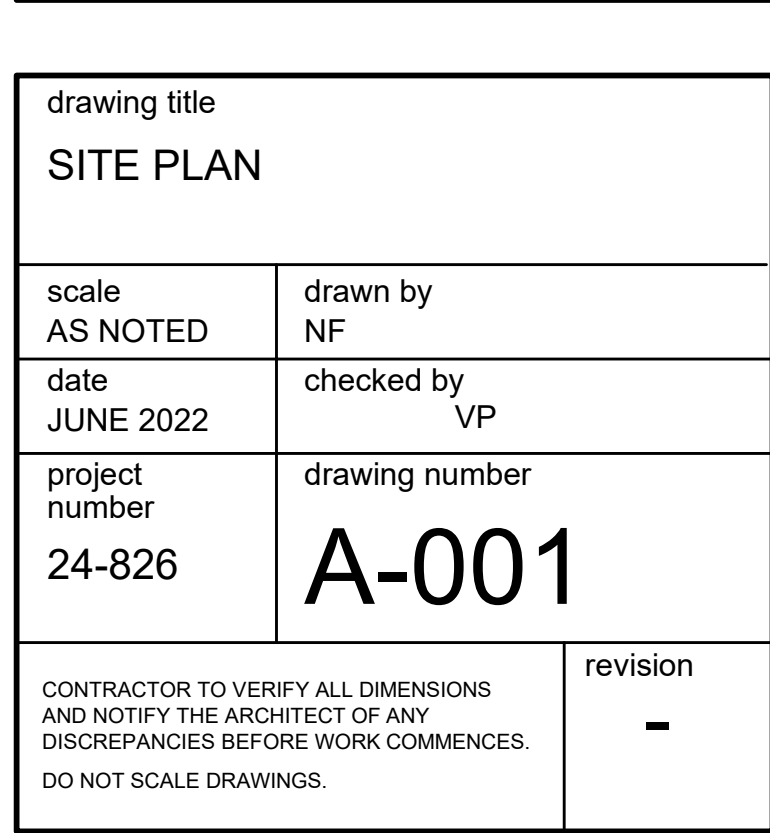 drawing title
SITE PLAN
scale
AS NOTED
drawn by
NF
date
JUNE 2022
checked by
VP
project
number
24-826
drawing number
A-001
CONTRACTOR TO VERIFY ALL DIMENSIONS
AND NOTIFY THE ARCHITECT OF ANY
DISCREPANCIES BEFORE WORK COMMENCES.
DO NOT SCALE DRAWINGS.
revision
-